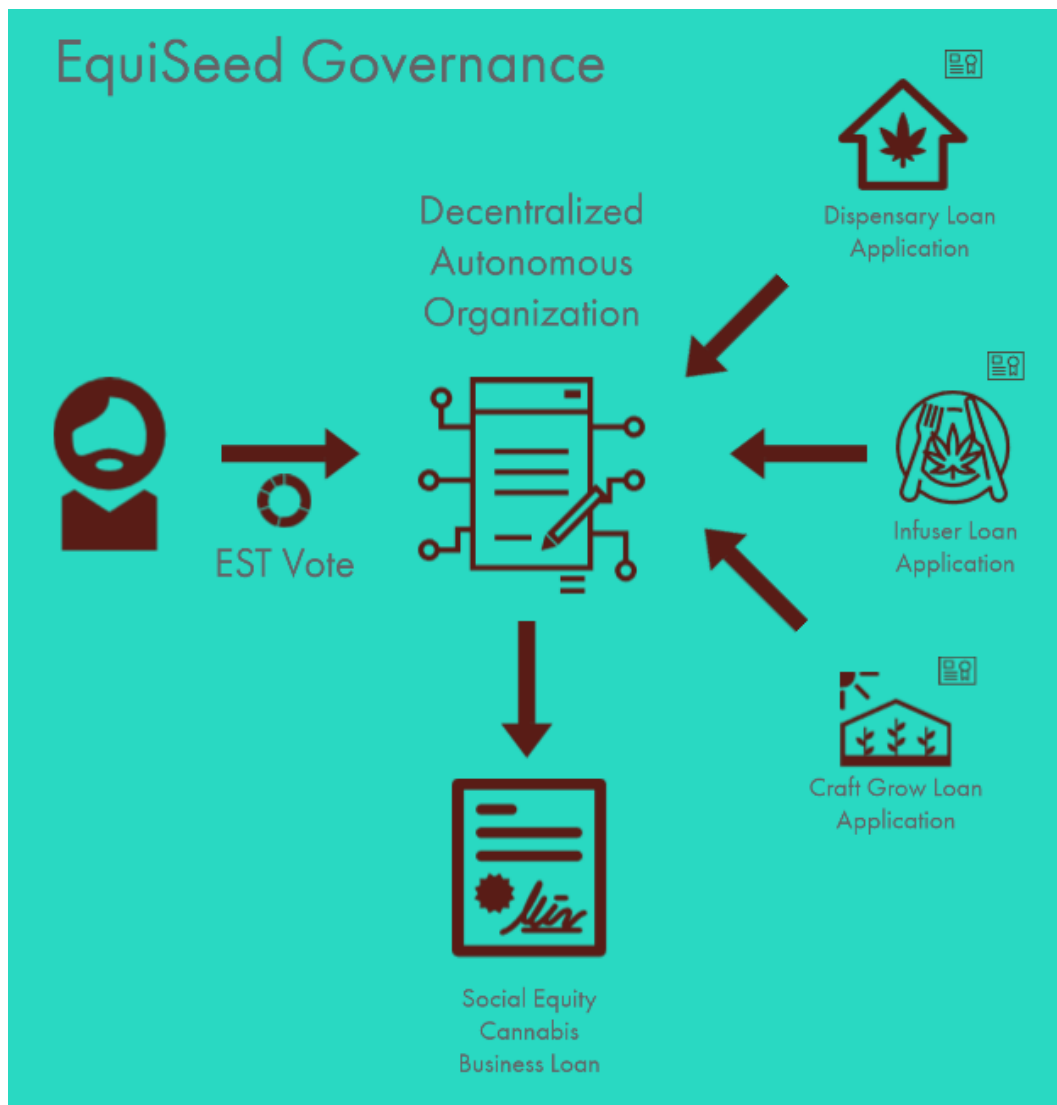 EquiSeed Governance
Decentralized
Autonomous
Organization
EST Vote
Dispensary Loan
Application
Infuser Loan
Application
Craft Grow Loan
Application
Social Equity
Cannabis
Business Loan